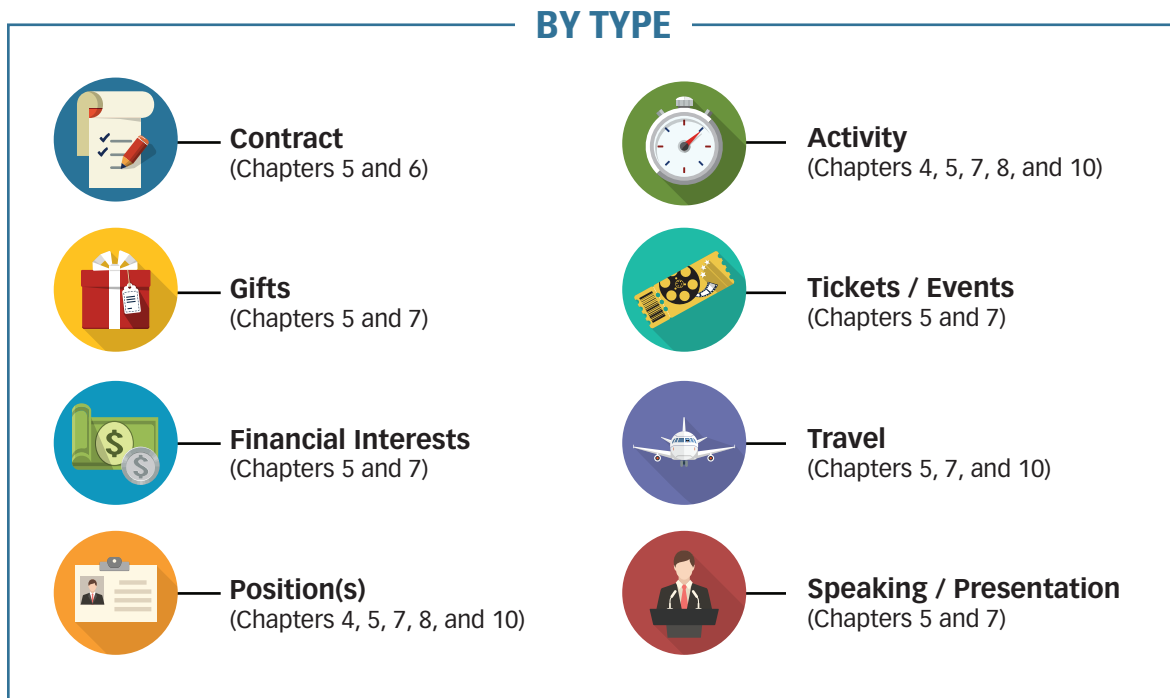 BY TYPE
Contract
(Chapters 5 and 6)
Gifts
(Chapters 5 and 7)
Financial Interests
(Chapters 5 and 7)
Position(s)
(Chapters 4, 5, 7, 8, and 10)
Activity
(Chapters 4, 5, 7, 8, and 10)
Tickets / Events
(Chapters 5 and 7)
Travel
(Chapters 5, 7, and 10)
Speaking / Presentation
(Chapters 5 and 7)